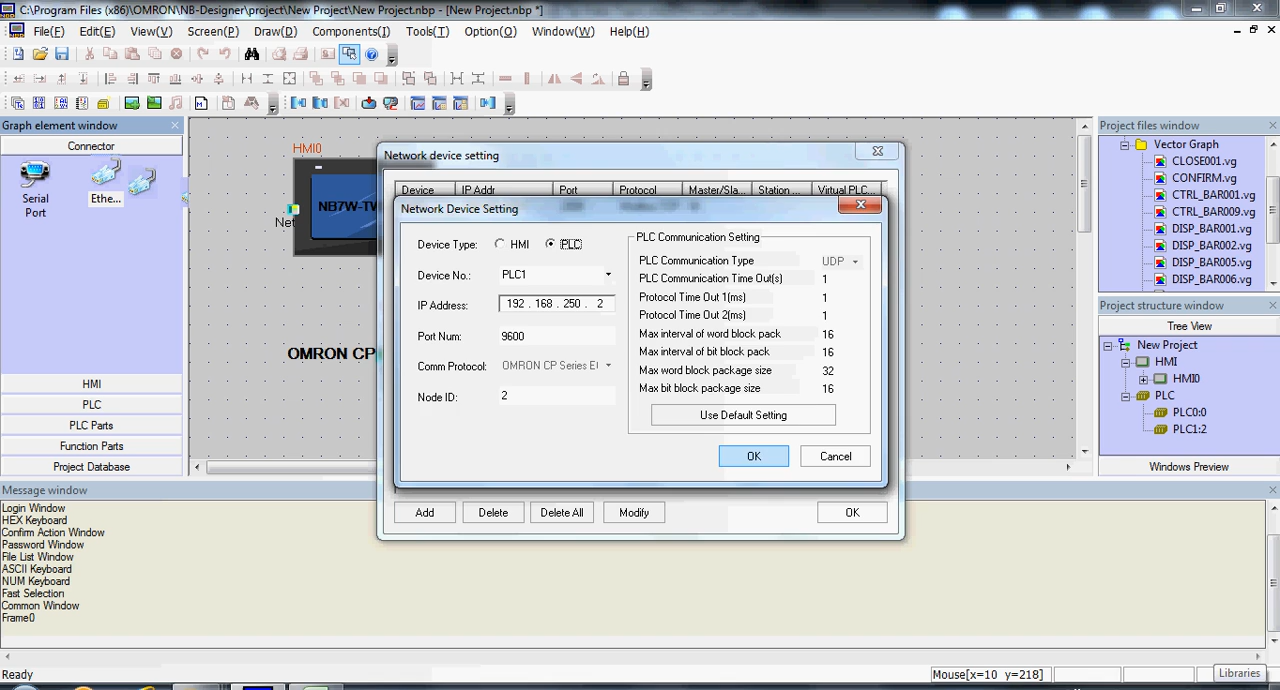 C:\Program Files (x86)\OMRON\NB-Designer\project\New Project\New Project.nbp - [New Project.nbp *]
File(F) Edit(E) View(V) Screen(P) Draw(D) Components(I) Tools(T) Option(O) Window(W) Help(H)
Graph element window
Connector
Serial Port
Ethe...
HMI
PLC
PLC Parts
Function Parts
Project Database
HMI0
NB7W-TW
Net
OMRON CP
Network device setting
Device IP Addr Port Protocol Master/Sla... Station ... Virtual PLC...
Network Device Setting
Device Type: HMI PLC
Device No.: PLC1
IP Address: 192 . 168 . 250 . 2
Port Num: 9600
Comm Protocol: OMRON CP Series E
Node ID: 2
PLC Communication Setting
PLC Communication Type UDP
PLC Communication Time Out(s) 1
Protocol Time Out 1(ms) 1
Protocol Time Out 2(ms) 1
Max interval of word block pack 16
Max interval of bit block pack 16
Max word block package size 32
Max bit block package size 16
Use Default Setting
OK Cancel
Add Delete Delete All Modify OK
Project files window
Vector Graph
CLOSE001.vg
CONFIRM.vg
CTRL_BAR001.vg
CTRL_BAR009.vg
DISP_BAR001.vg
DISP_BAR002.vg
DISP_BAR005.vg
DISP_BAR006.vg
Project structure window
Tree View
New Project
HMI
HMI0
PLC
PLC0:0
PLC1:2
Windows Preview
Message window
Login Window
HEX Keyboard
Confirm Action Window
Password Window
File List Window
ASCII Keyboard
NUM Keyboard
Fast Selection
Common Window
Frame0
Ready
Mouse[x=10 y=218]
Libraries